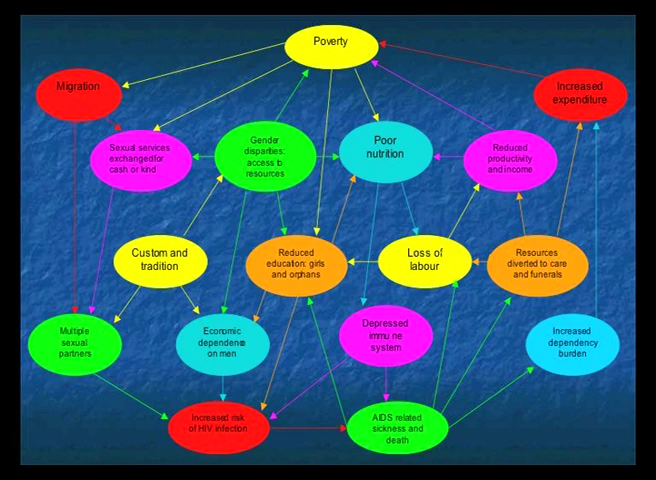 Poverty
Migration
Increased
expenditure
Sexual services
exchangedfor
cash or kind
Gender
disparities:
access to
resources
Poor
nutrition
Reduced
productivity
and income
Custom and
tradition
Reduced
education: girls
and orphans
Loss of
labour
Resources
diverted to care
and funerals
Multiple
sexual
partners
Economic
dependence
on men
Depressed
immune
system
Increased
dependency
burden
Increased risk
of HIV infection
AIDS related
sickness and
death